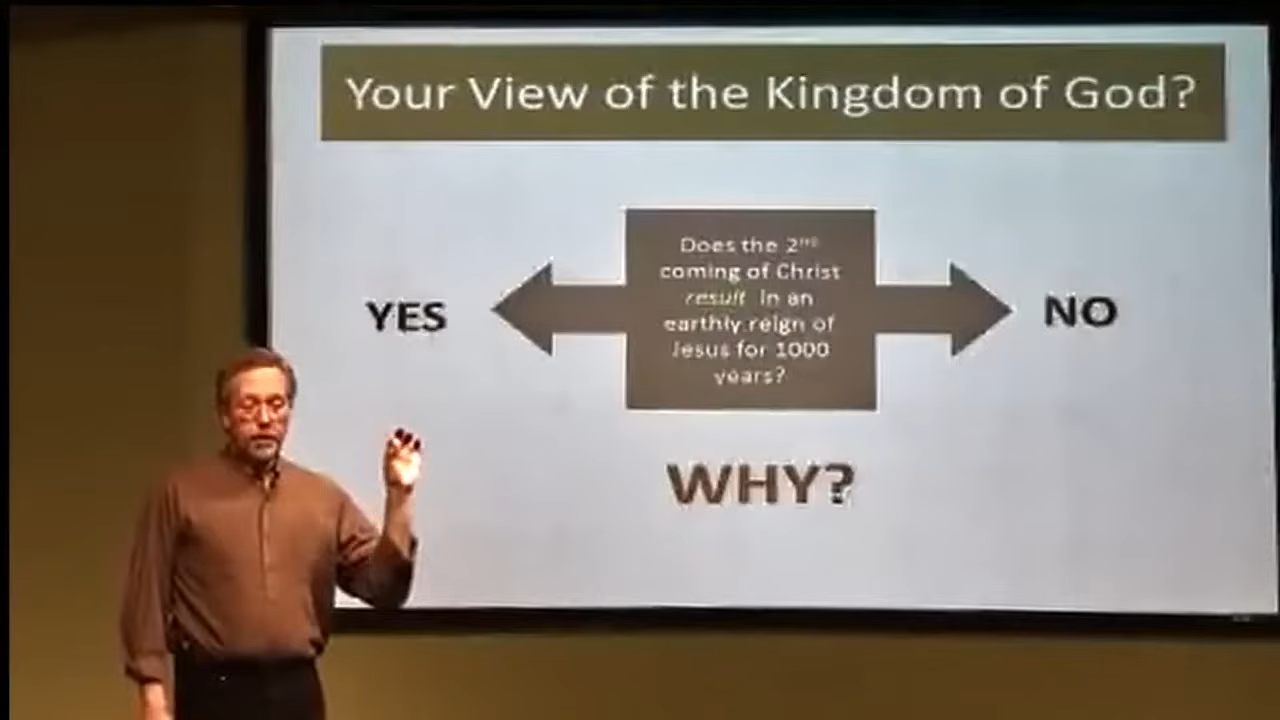 Your View of the Kingdom of God?
Does the 2ND
coming of Christ
result in an
earthly reign of
Jesus for 1000
years?
YES
NO
WHY?